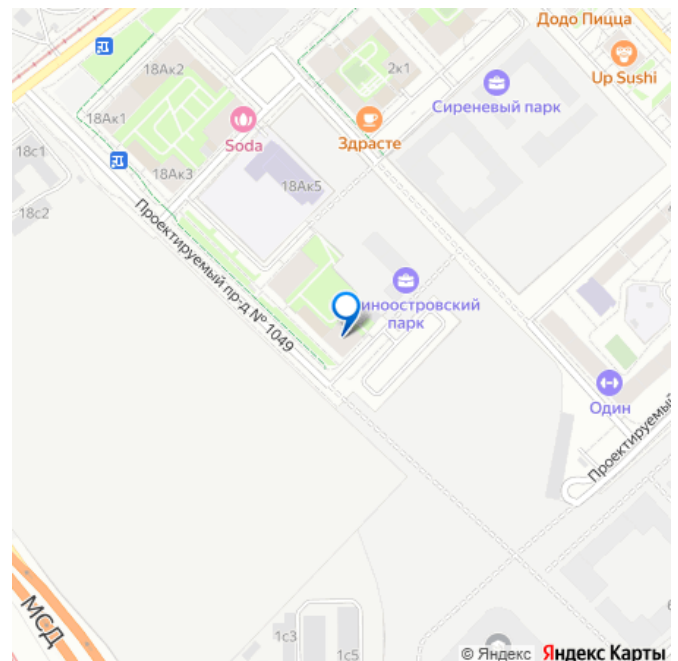 Додо Пицца
18Ак2
2к1
Up Sushi
Сиреневый парк
18Ак1
Soda
Здрасте
18с1
18Ак3
18Ак5
18с2
Проектируемый пр-д № 1049
иноостровский
парк
Один
Проектируемый
МСД
1с3
1с5
6
© Яндекс Яндекс Карты